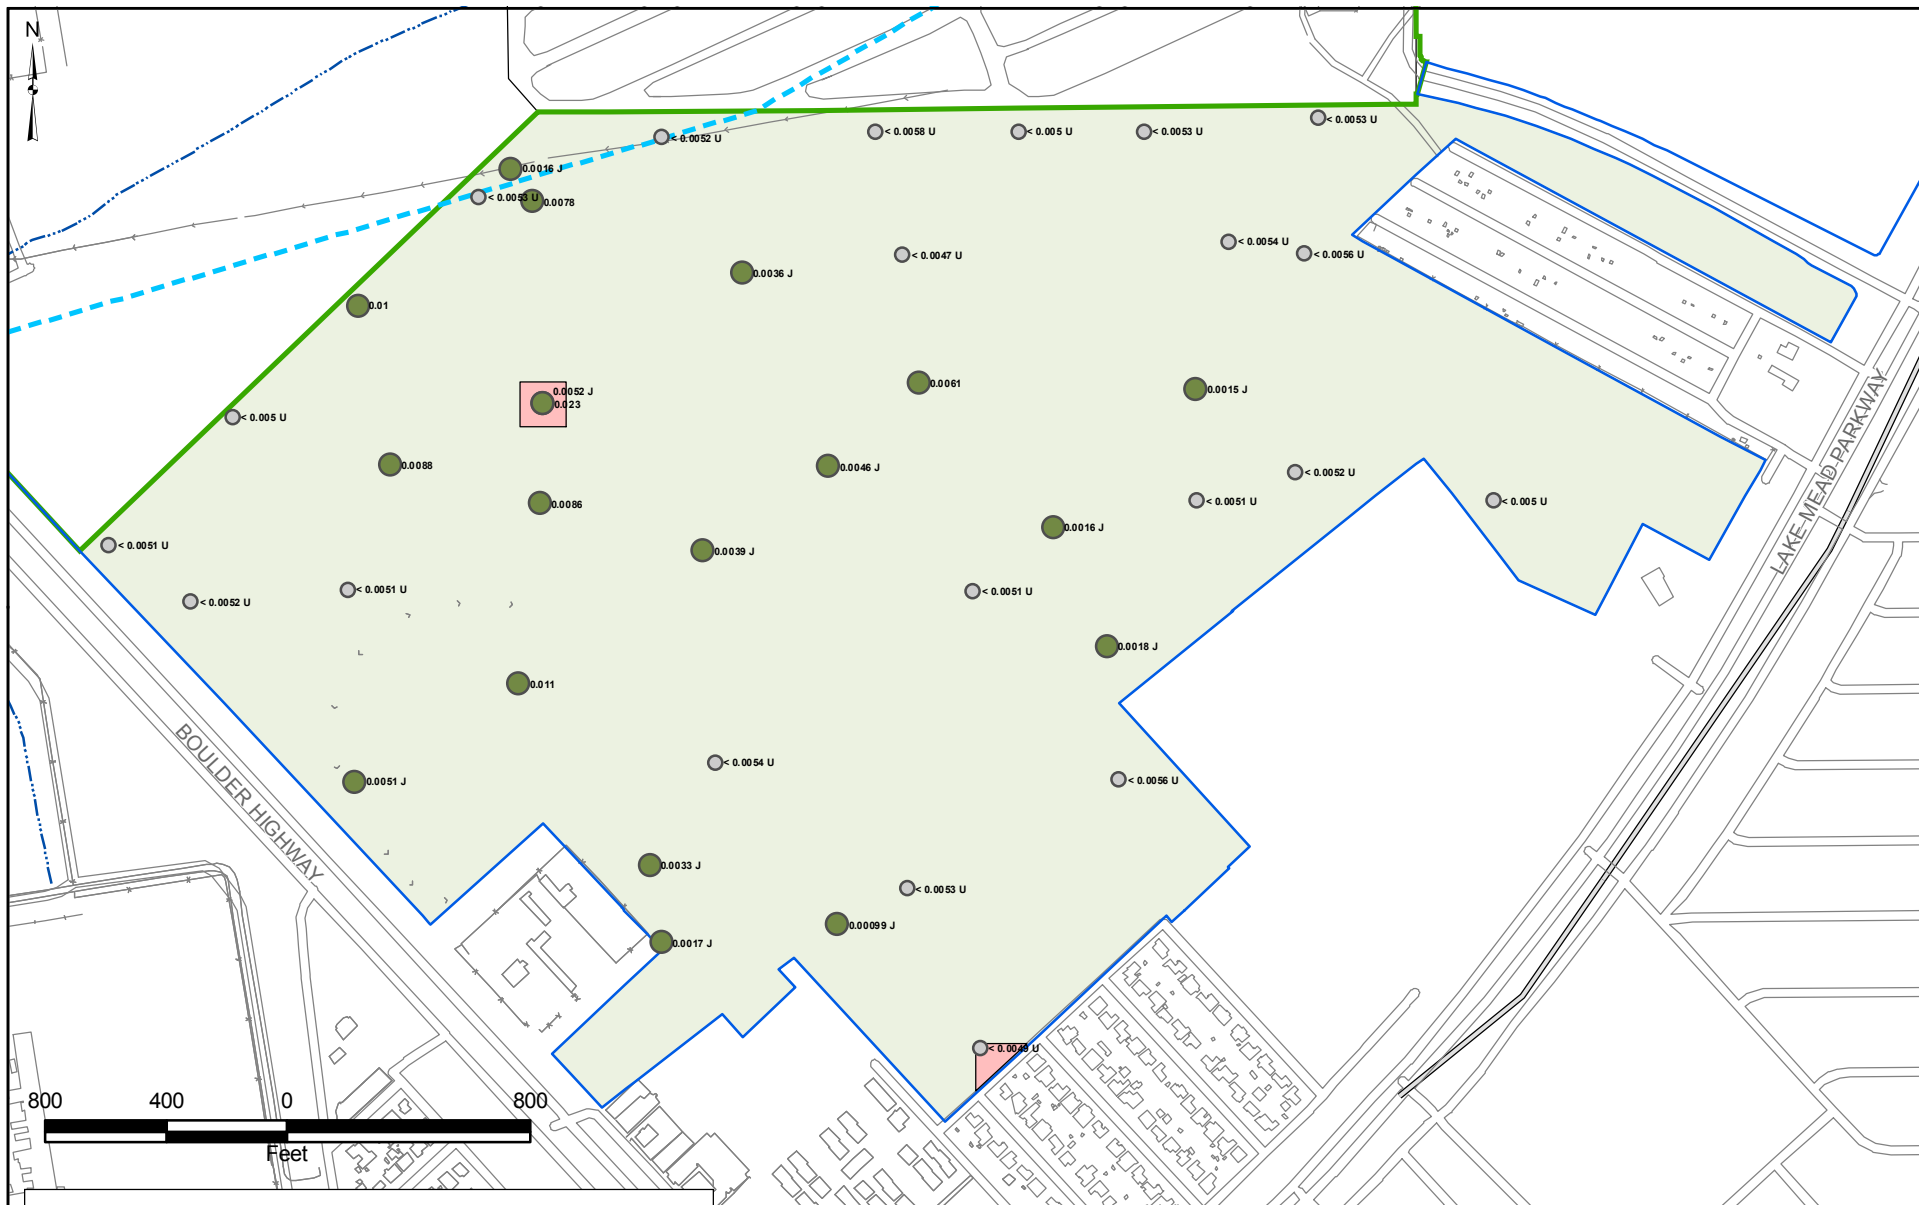 N
< 0.0053 U
< 0.0052 U
< 0.0058 U
< 0.005 U
< 0.0053 U
0.0016 J
< 0.0053 U
0.0078
< 0.0054 U
< 0.0047 U
< 0.0056 U
0.0036 J
0.01
0.0061
0.0015 J
0.0052 J
0.023
< 0.005 U
0.0088
0.0046 J
< 0.0052 U
0.0086
< 0.0051 U
< 0.005 U
LAKE MEAD PARKWAY
0.0016 J
< 0.0051 U
0.0039 J
< 0.0051 U
< 0.0051 U
< 0.0052 U
0.0018 J
0.011
< 0.0054 U
0.0051 J
< 0.0056 U
BOULDER HIGHWAY
0.0033 J
< 0.0053 U
0.00099 J
0.0017 J
< 0.0049 U
800 400 0 800
Feet